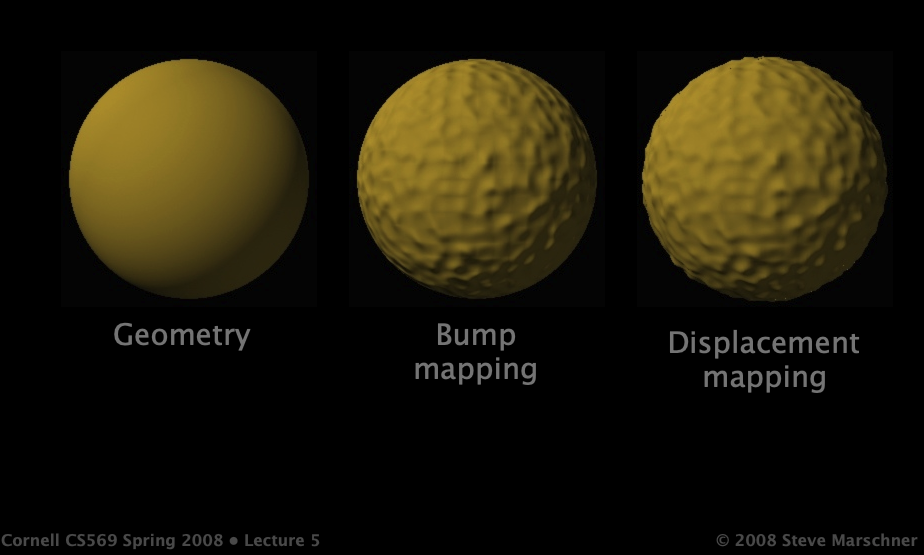 Geometry
Bump
mapping
Displacement
mapping
Cornell CS569 Spring 2008 • Lecture 5
© 2008 Steve Marschner